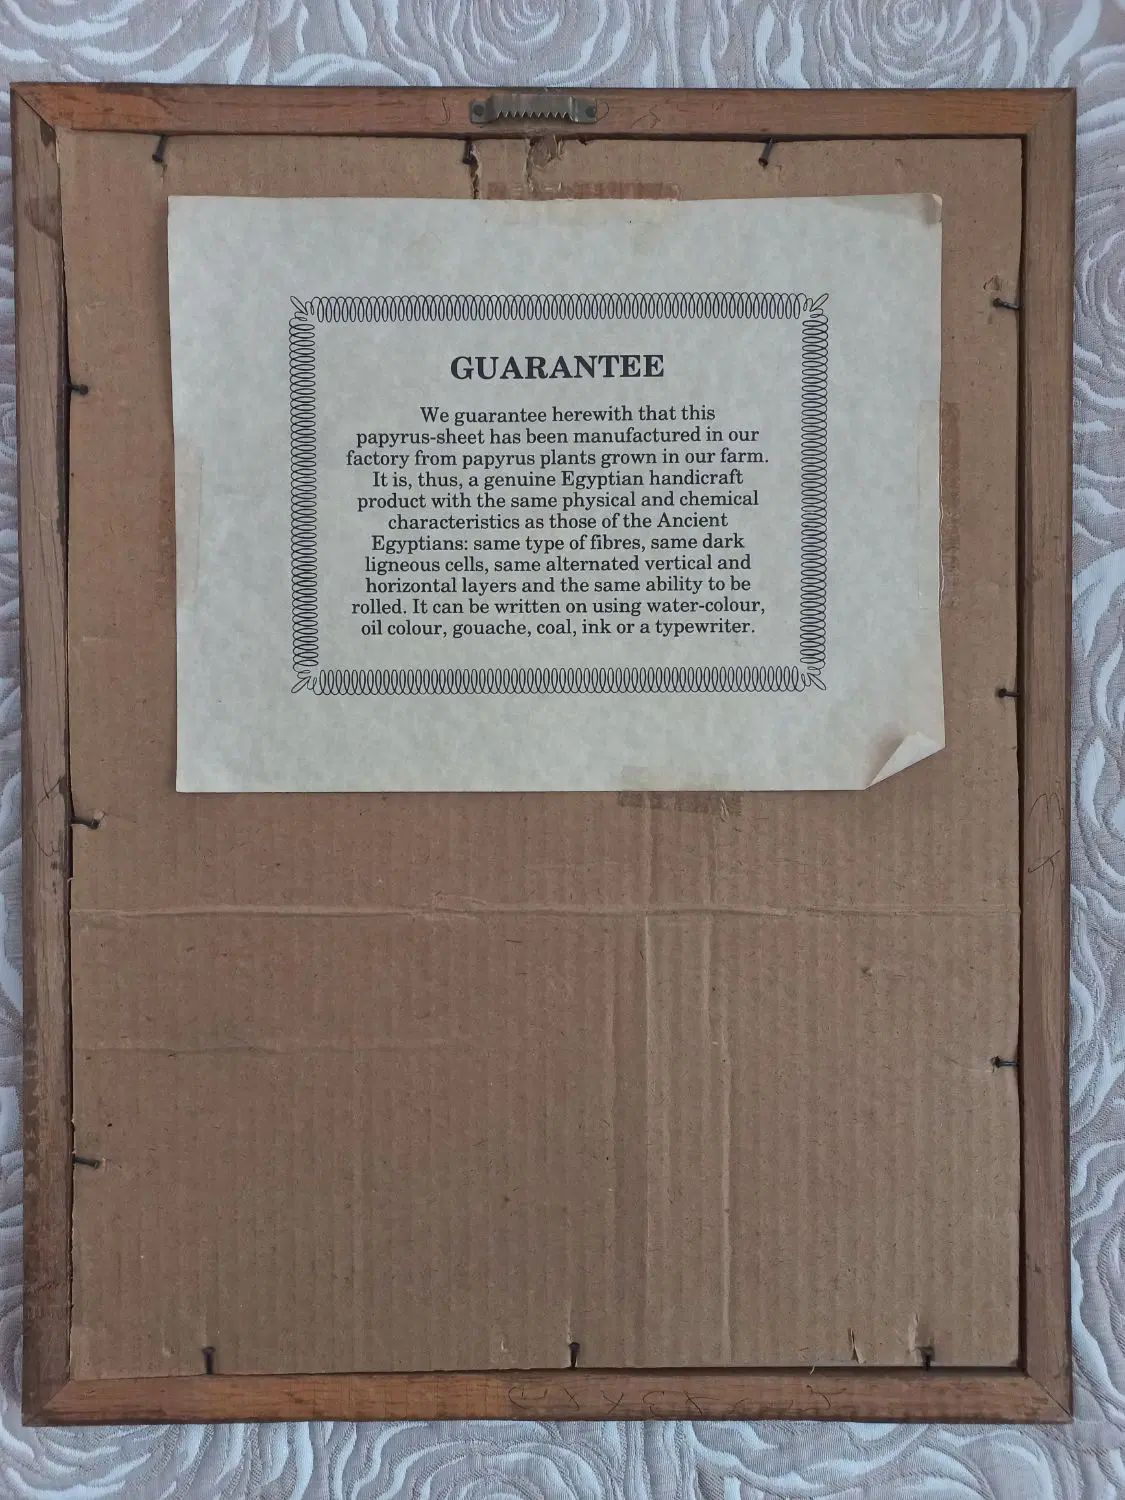 GUARANTEE
We guarantee herewith that this
papyrus-sheet has been manufactured in our
factory from papyrus plants grown in our farm.
It is, thus, a genuine Egyptian handicraft
product with the same physical and chemical
characteristics as those of the Ancient
Egyptians: same type of fibres, same dark
ligneous cells, same alternated vertical and
horizontal layers and the same ability to be
rolled. It can be written on using water-colour,
oil colour, gouache, coal, ink or a typewriter.